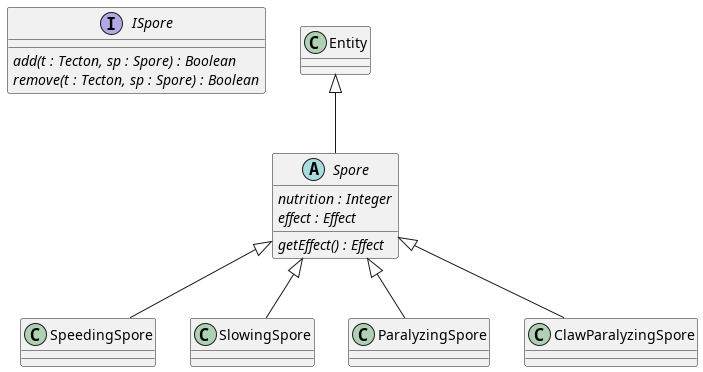 I ISpore
add(t : Tecton, sp : Spore) : Boolean
remove(t : Tecton, sp : Spore) : Boolean
C Entity
A Spore
nutrition : Integer
effect : Effect
getEffect() : Effect
C SpeedingSpore
C SlowingSpore
C ParalyzingSpore
C ClawParalyzingSpore